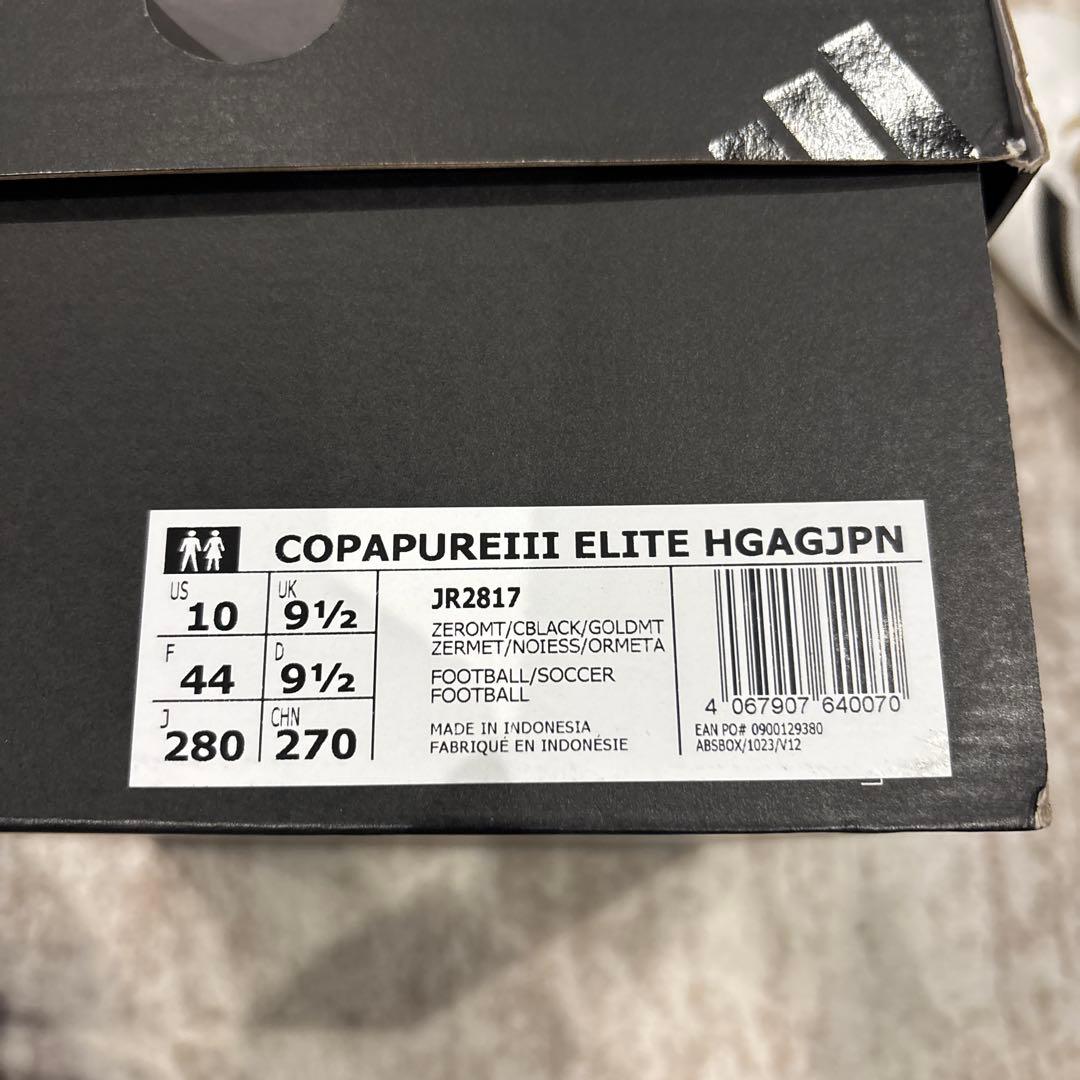 COPAPUREIII ELITE HGAGJPN
US 10 UK 9½
F 44 D 9½
J 280 CHN 270
JR2817
ZEROMT/CBLACK/GOLDMT
ZERMET/NOIESS/ORMETA
FOOTBALL/SOCCER
FOOTBALL
MADE IN INDONESIA
FABRIQUÉ EN INDONÉSIE
4 067907 640070
EAN PO# 0900129380
ABSBOX/1023/V12